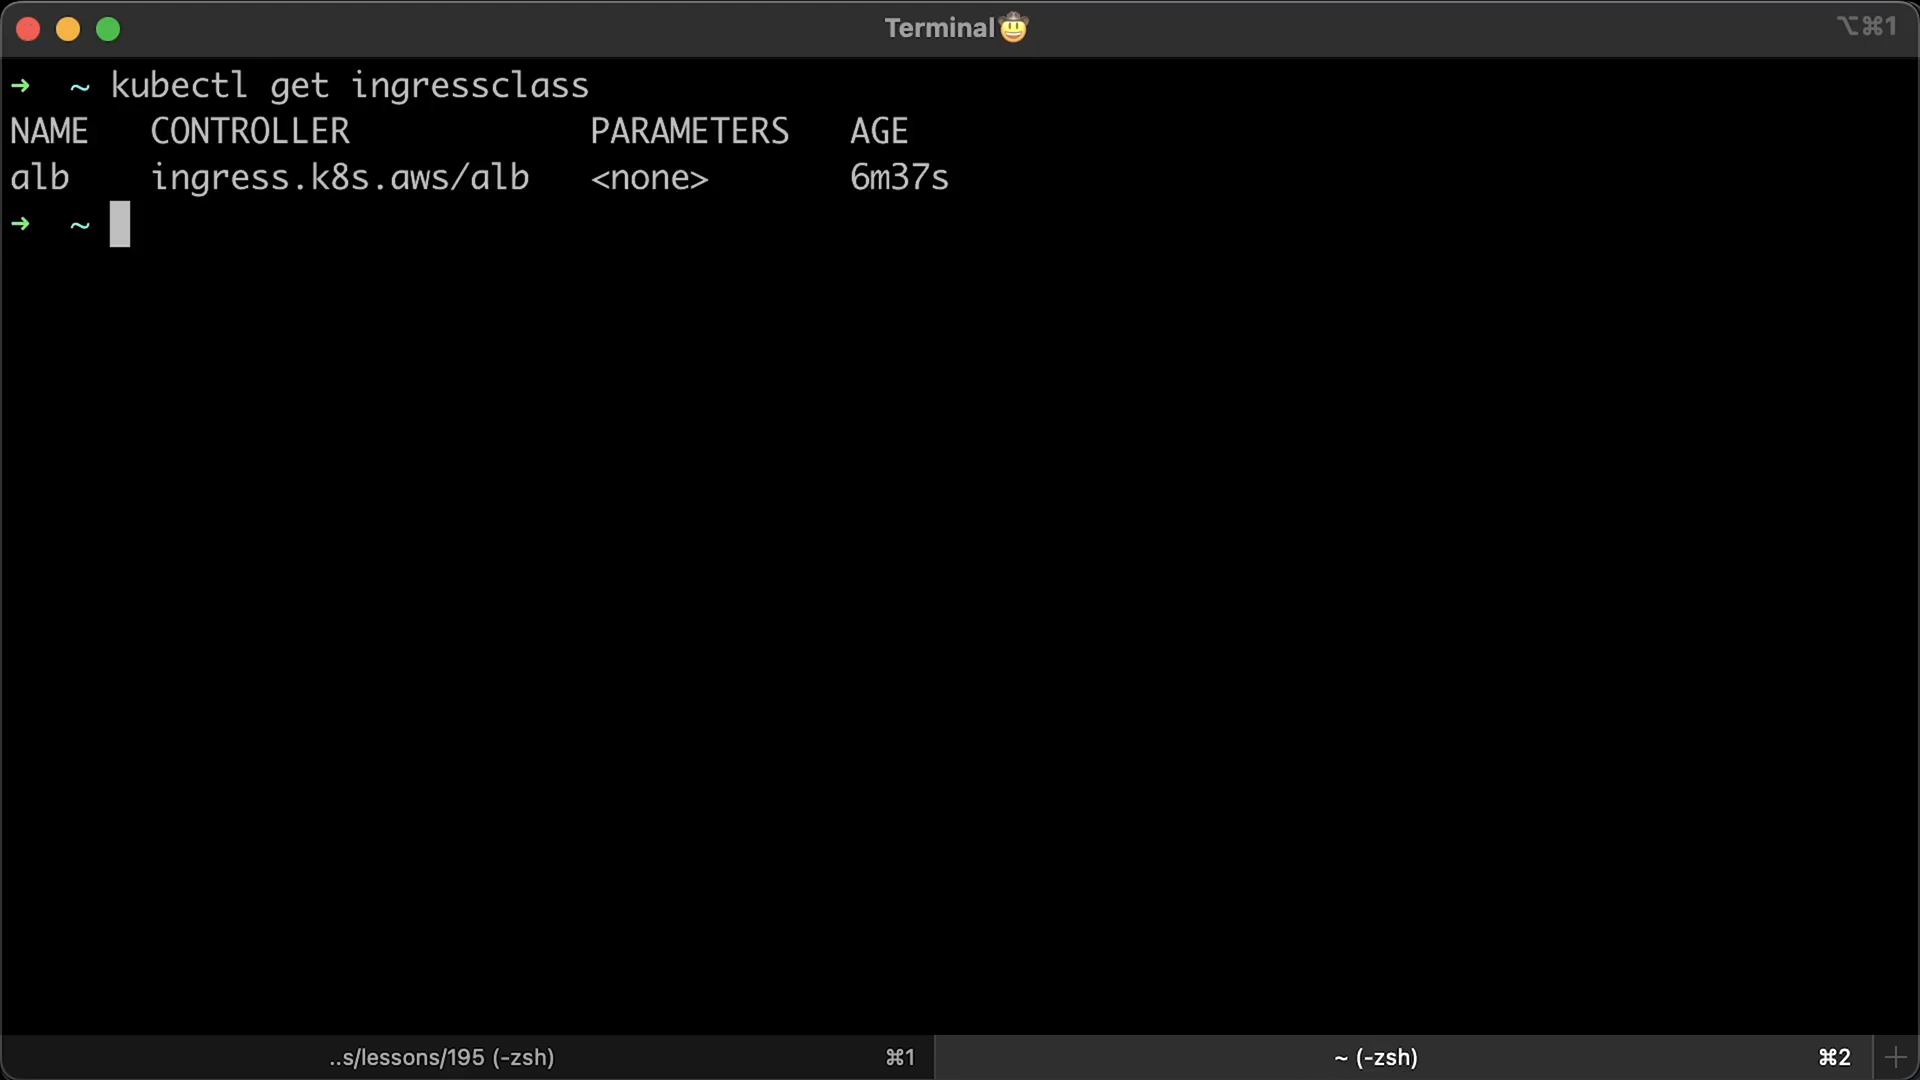 Terminal🤠 ⌥⌘1
➜ ~ kubectl get ingressclass
NAME CONTROLLER PARAMETERS AGE
alb ingress.k8s.aws/alb <none> 6m37s
➜ ~
..s/lessons/195 (-zsh) ⌘1 ~ (-zsh) ⌘2 +